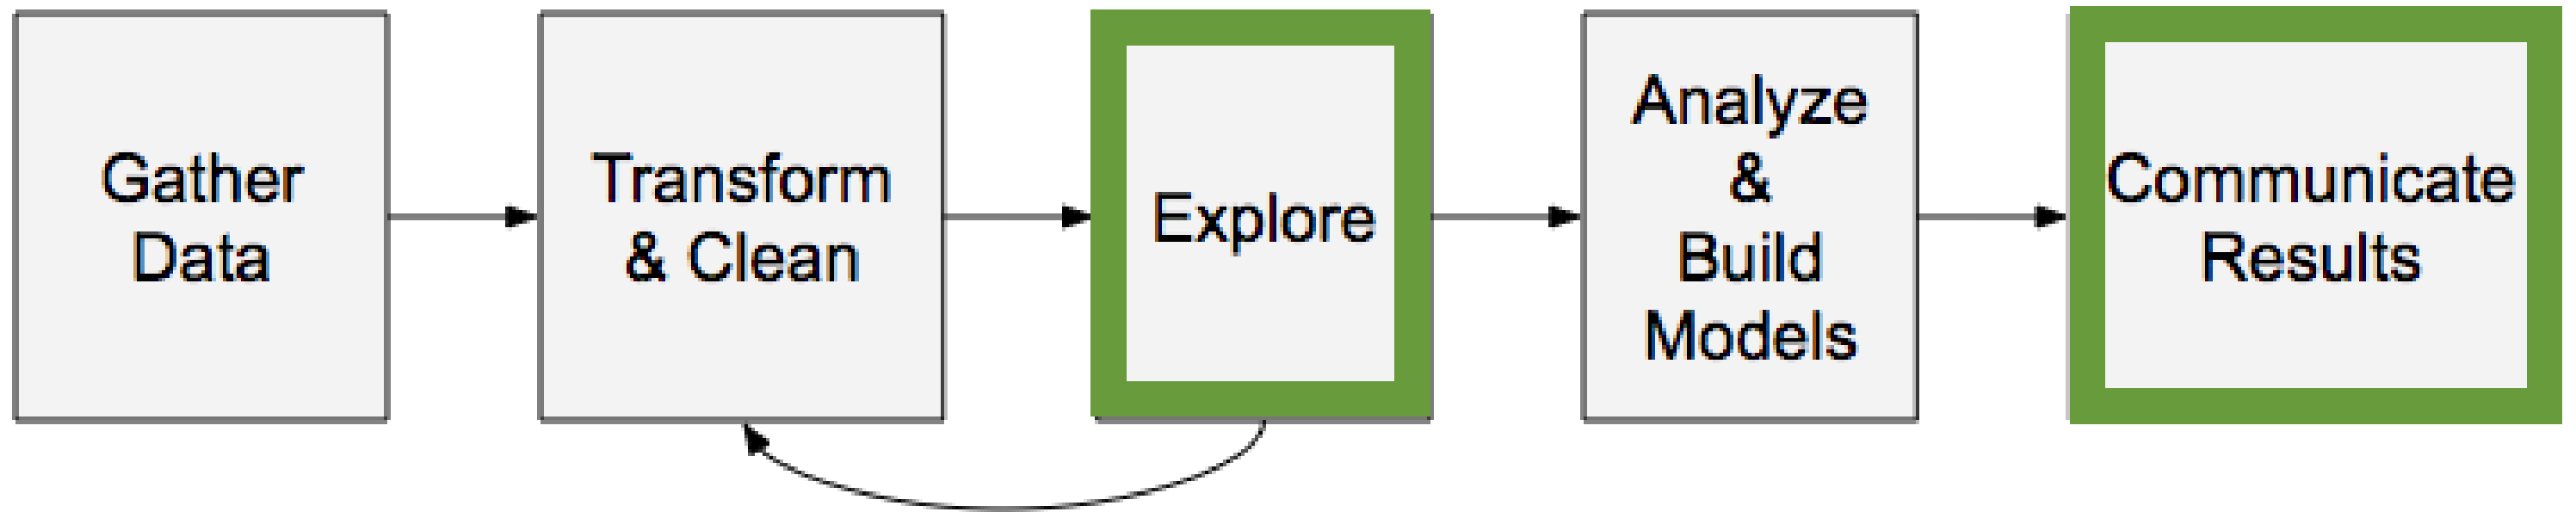 Gather
Data
Transform
& Clean
Explore
Analyze
&
Build
Models
Communicate
Results